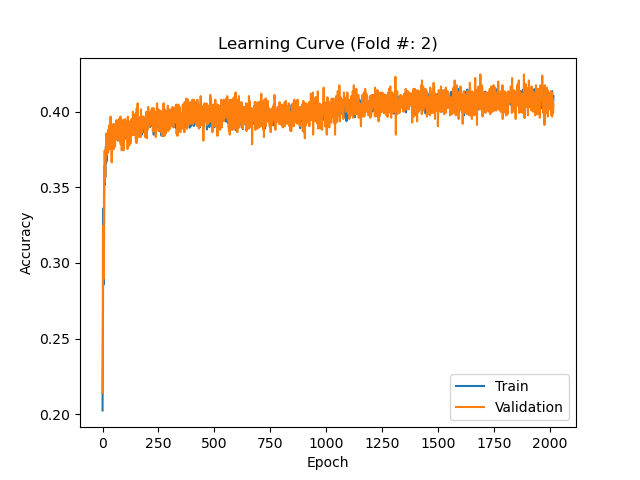 Learning Curve (Fold #: 2)
Accuracy
0.40
0.35
0.30
0.25
0.20
0 250 500 750 1000 1250 1500 1750 2000
Epoch
Train
Validation